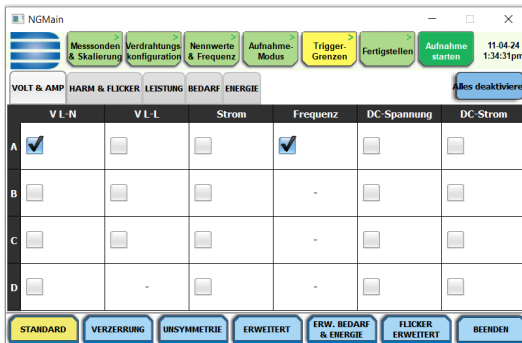 NGMain
Messsonden & Skalierung
Verdrahtungs konfiguration
Nennwerte & Frequenz
Aufnahme- Modus
Trigger- Grenzen
Fertigstellen
Aufnahme starten
11-04-24
1:34:31pm
VOLT & AMP HARM & FLICKER LEISTUNG BEDARF ENERGIE
Alles deaktiviere
V L-N V L-L Strom Frequenz DC-Spannung DC-Strom
A
B -
C -
D - -
STANDARD VERZERRUNG UNSYMMETRIE ERWEITERT ERW. BEDARF & ENERGIE FLICKER ERWEITERT BEENDEN